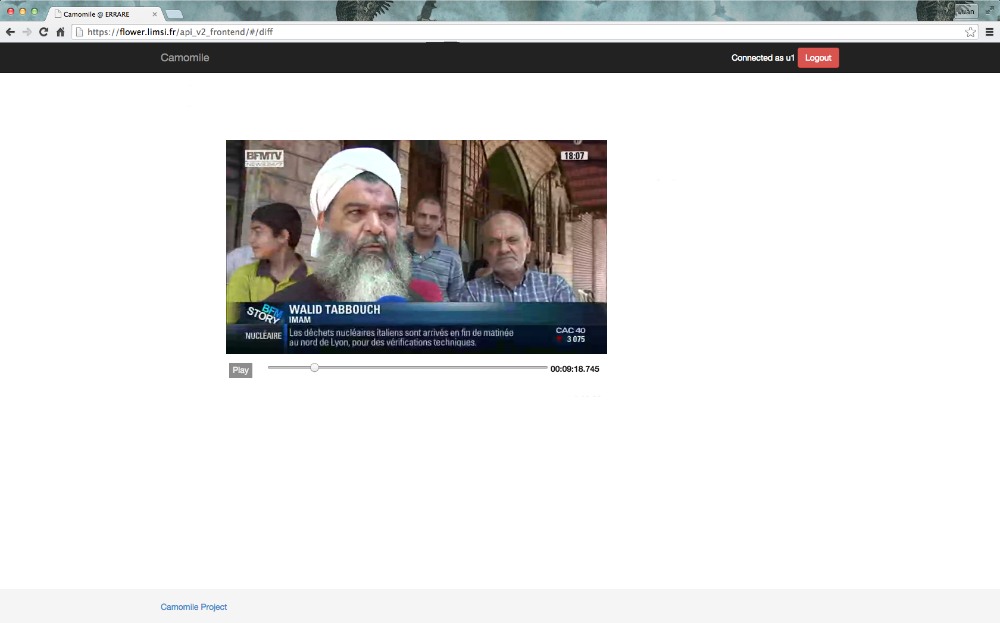 Camomile @ ERRARE
Juan
https://flower.limsi.fr/api_v2_frontend/#/diff
Camomile
Connected as u1
Logout
BFMTV
NEWS 24/7
18:07
BFM
STORY
WALID TABBOUCH
IMAM
NUCLÉAIRE
Les déchets nucléaires italiens sont arrivés en fin de matinée
au nord de Lyon, pour des vérifications techniques.
CAC 40
3 075
Play
00:09:18.745
Camomile Project